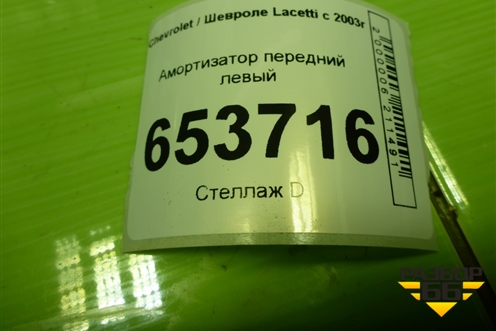 Chevrolet / Шевроле Lacetti с 2003г
Амортизатор передний
левый
653716
Стеллаж D
2000006211491
РАЗБОР
66